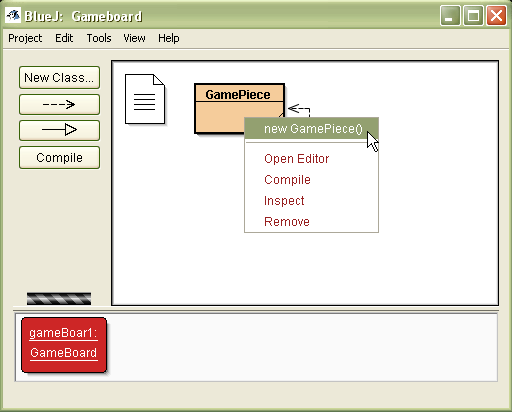 BlueJ: Gameboard
Project Edit Tools View Help
New Class...
Compile
GamePiece
new GamePiece()
Open Editor
Compile
Inspect
Remove
gameBoar1:
GameBoard